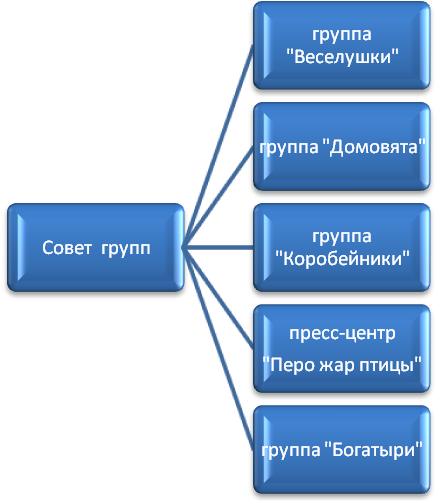 группа
"Веселушки"
группа "Домовята"
Совет групп
группа
"Коробейники"
пресс-центр
"Перо жар птицы"
группа "Богатыри"